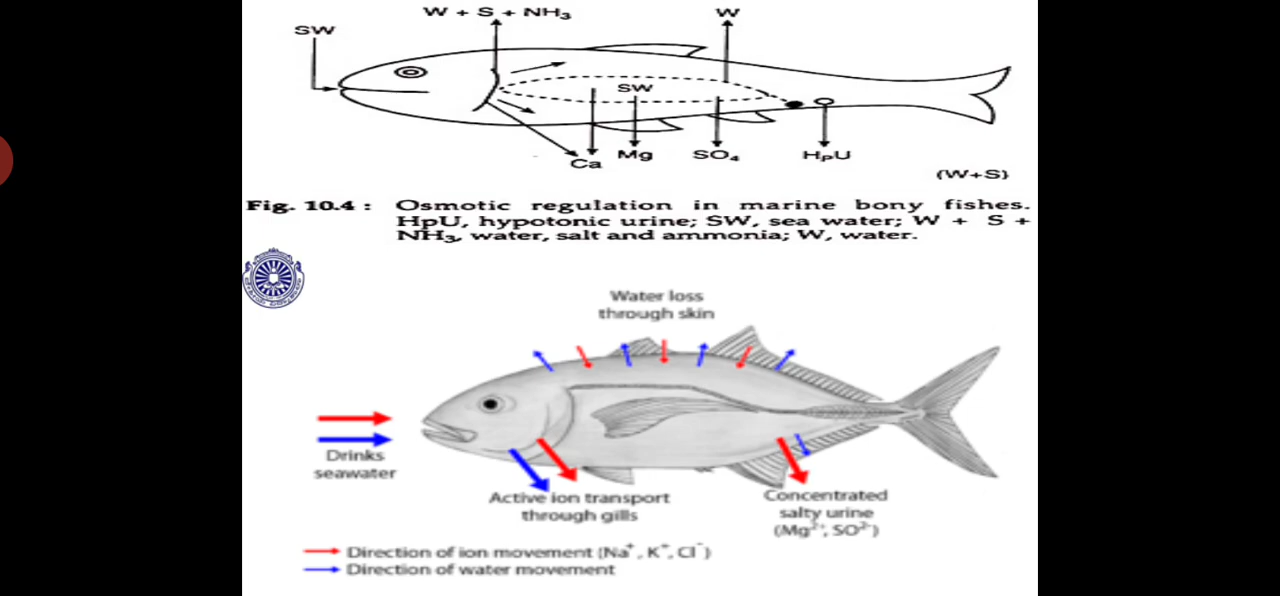 W + S + NH₃
W
SW
SW
Ca
Mg
SO₄
HpU
(W+S)
Fig. 10.4 : Osmotic regulation in marine bony fishes.
HpU, hypotonic urine; SW, sea water; W + S +
NH₃, water, salt and ammonia; W, water.
Water loss
through skin
Drinks
seawater
Active ion transport
through gills
Concentrated
salty urine
(Mg²⁺, SO²⁻)
Direction of ion movement (Na⁺, K⁺, Cl⁻)
Direction of water movement